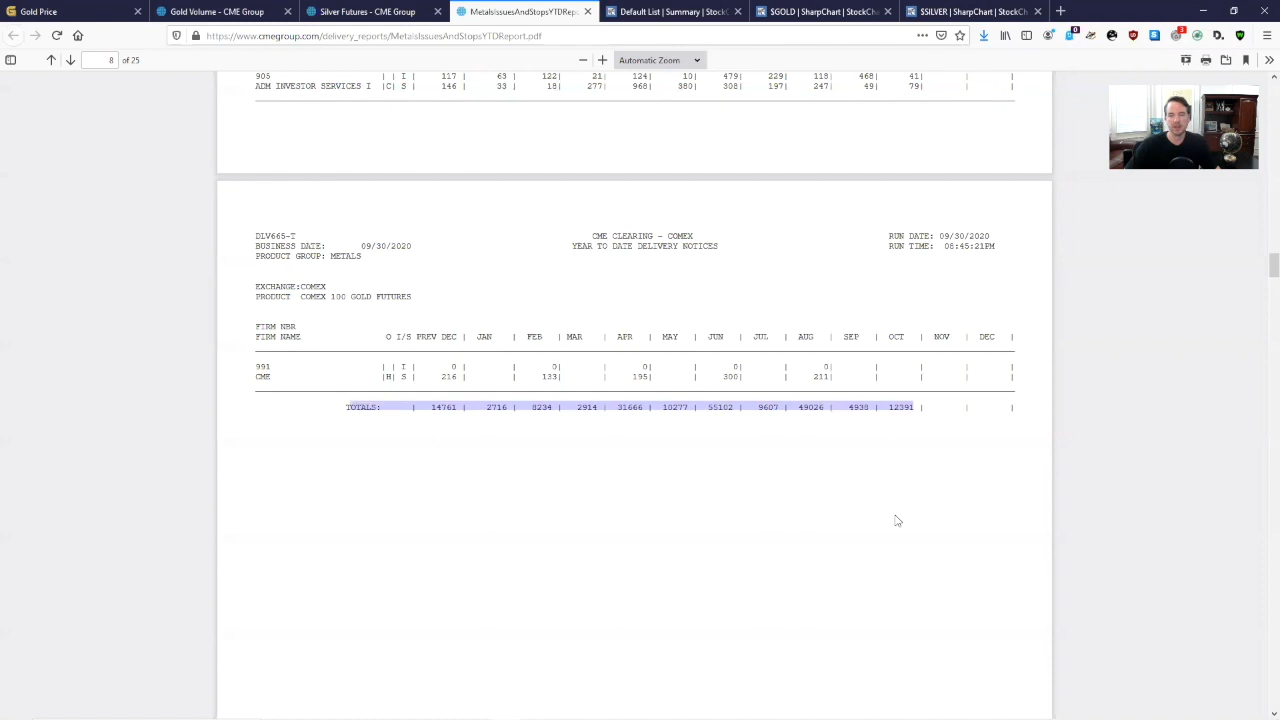 Gold Price
Gold Volume - CME Group
Silver Futures - CME Group
MetalsIssuesAndStopsYTDRepo
Default List | Summary | StockC
$GOLD | SharpChart | StockCha
$SILVER | SharpChart | StockCh
https://www.cmegroup.com/delivery_reports/MetalsIssuesAndStopsYTDReport.pdf
8 of 25
Automatic Zoom
905 | | I | 117 | 63 | 122| 21| 124| 10| 479| 229| 118| 468| 41| | |
ADM INVESTOR SERVICES I |C| S | 146 | 33 | 18| 277| 968| 380| 308| 197| 247| 49| 79| | |
DLV665-T CME CLEARING - COMEX RUN DATE: 09/30/2020
BUSINESS DATE: 09/30/2020 YEAR TO DATE DELIVERY NOTICES RUN TIME: 08:45:21PM
PRODUCT GROUP: METALS
EXCHANGE:COMEX
PRODUCT COMEX 100 GOLD FUTURES
FIRM NBR
FIRM NAME O I/S PREV DEC | JAN | FEB | MAR | APR | MAY | JUN | JUL | AUG | SEP | OCT | NOV | DEC |
991 | | I | 0| | 0| | 0| | 0| | 0| | | | |
CME |H| S | 216 | | 133| | 195| | 300| | 211| | | | |
TOTALS: | 14761 | 2716 | 8234 | 2914 | 31666 | 10277 | 55102 | 9607 | 49026 | 4938 | 12391 | | |